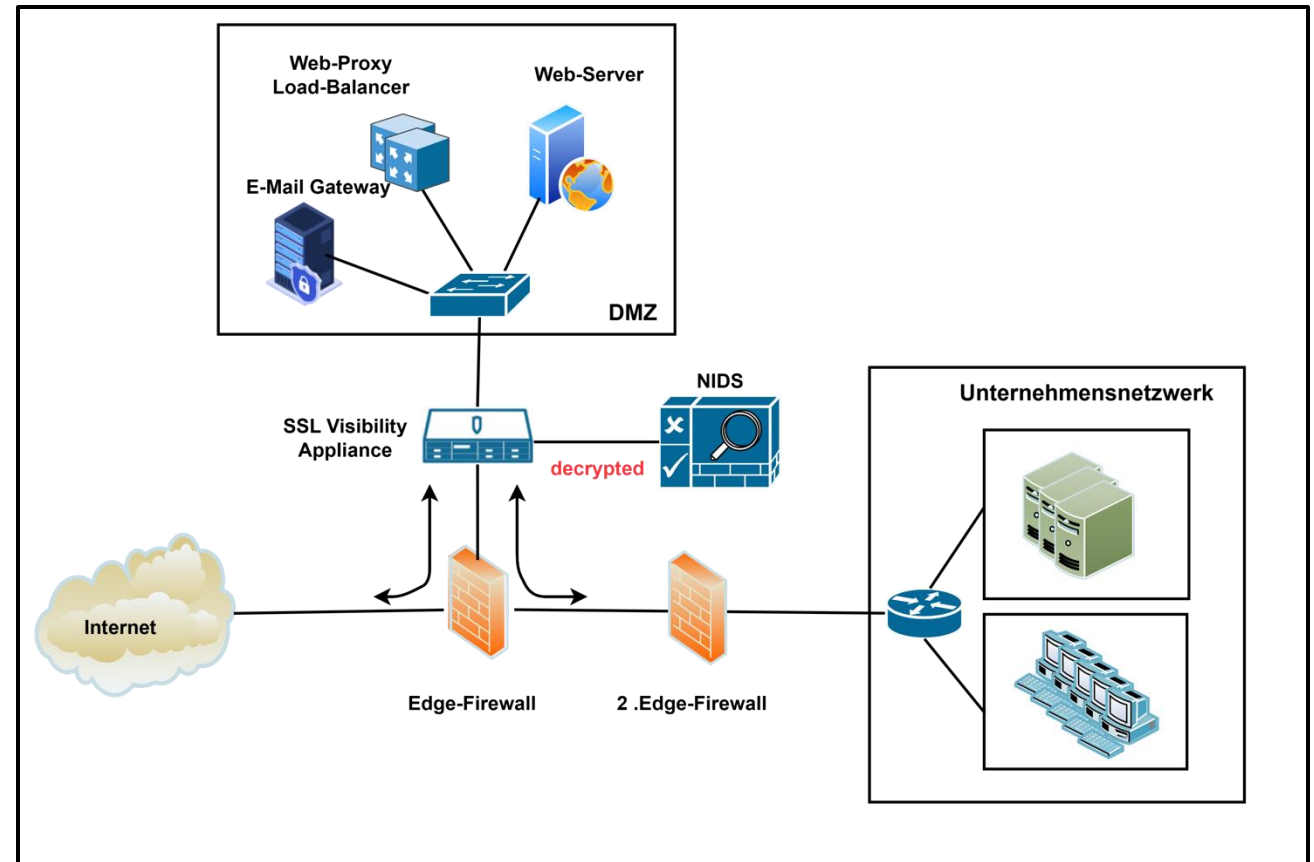 Web-Proxy
Load-Balancer
Web-Server
E-Mail Gateway
DMZ
NIDS
SSL Visibility
Appliance
decrypted
Unternehmensnetzwerk
Internet
Edge-Firewall
2 .Edge-Firewall